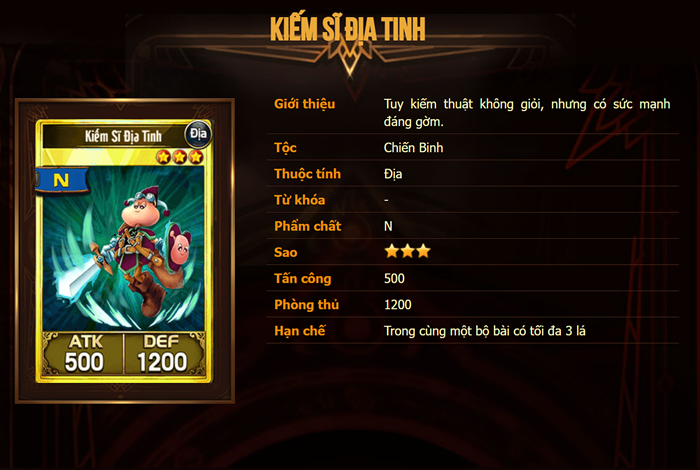 KIẾM SĨ ĐỊA TINH
Kiếm Sĩ Địa Tinh
Địa
N
ATK
500
DEF
1200
Giới thiệu
Tuy kiếm thuật không giỏi, nhưng có sức mạnh
đáng gờm.
Tộc
Chiến Binh
Thuộc tính
Địa
Từ khóa
-
Phẩm chất
N
Sao
Tấn công
500
Phòng thủ
1200
Hạn chế
Trong cùng một bộ bài có tối đa 3 lá